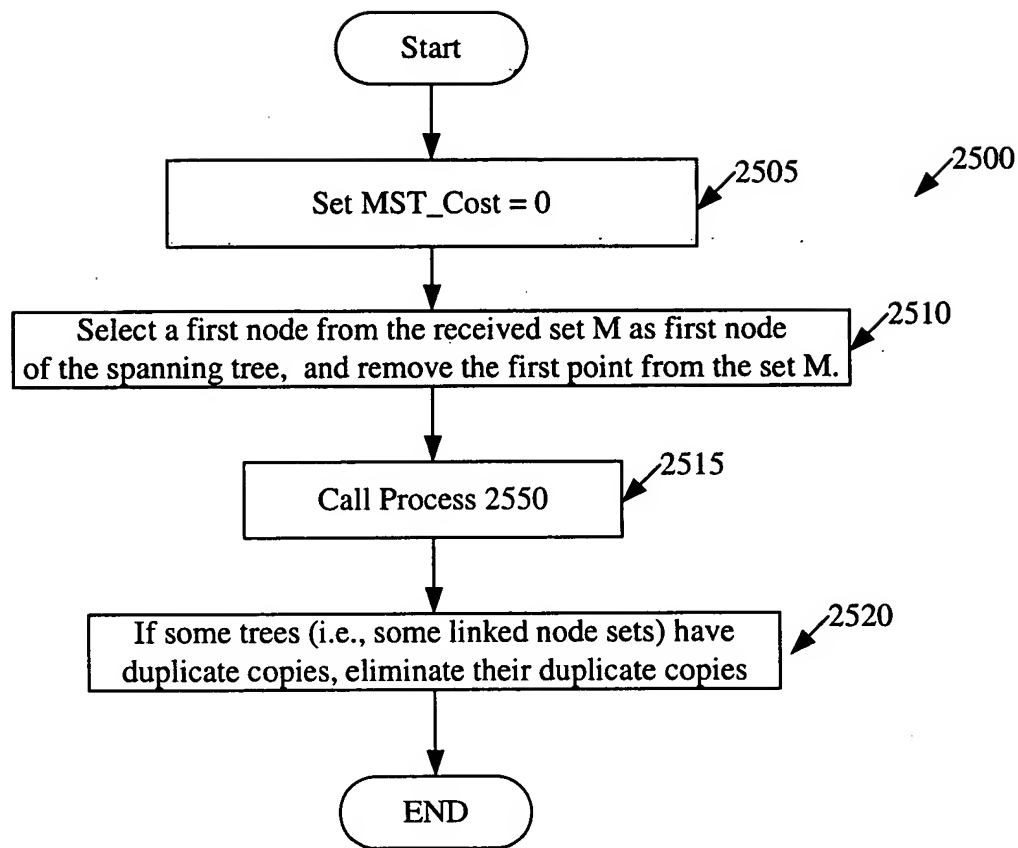 Start
2500
2505
Set MST_Cost = 0
2510
Select a first node from the received set M as first node
of the spanning tree, and remove the first point from the set M.
2515
Call Process 2550
2520
If some trees (i.e., some linked node sets) have
duplicate copies, eliminate their duplicate copies
END